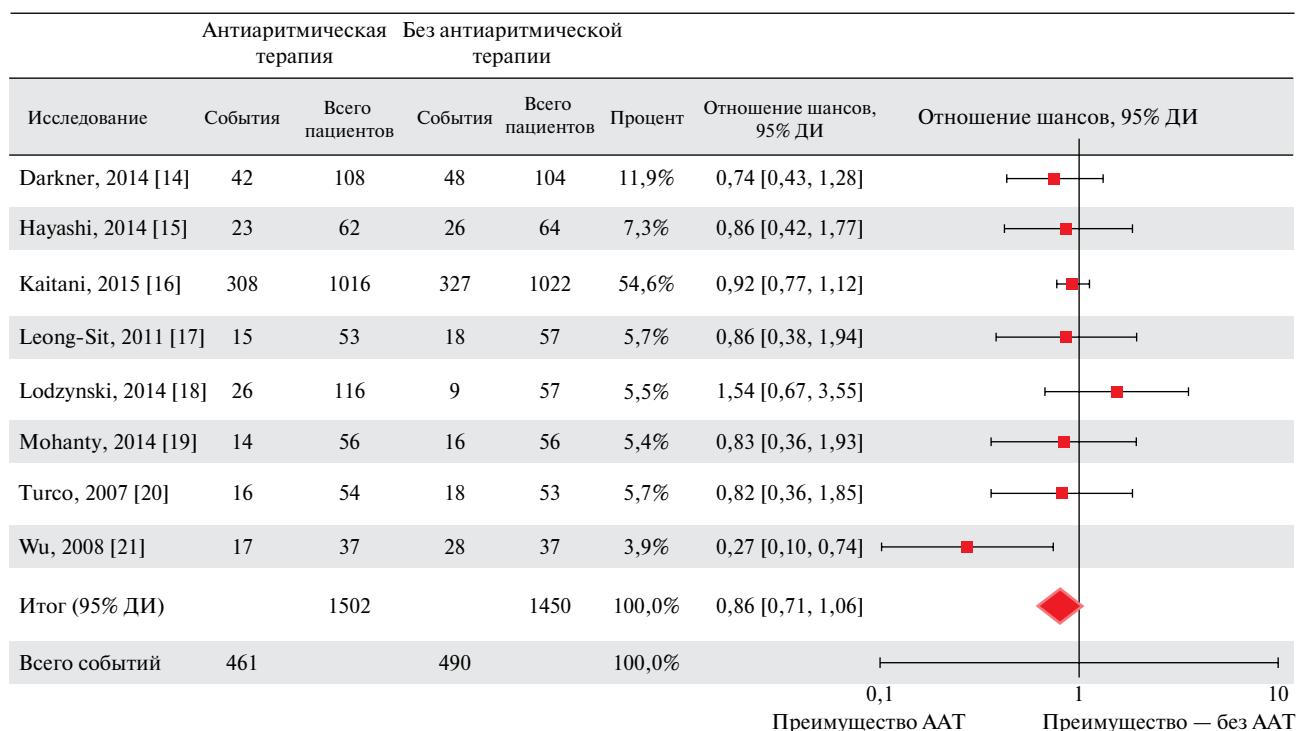 Антиаритмическая терапия Без антиаритмической терапии
Исследование События Всего пациентов События Всего пациентов Процент Отношение шансов, 95% ДИ Отношение шансов, 95% ДИ
Darkner, 2014 [14] 42 108 48 104 11,9% 0,74 [0,43, 1,28]
Hayashi, 2014 [15] 23 62 26 64 7,3% 0,86 [0,42, 1,77]
Kaitani, 2015 [16] 308 1016 327 1022 54,6% 0,92 [0,77, 1,12]
Leong-Sit, 2011 [17] 15 53 18 57 5,7% 0,86 [0,38, 1,94]
Lodzynski, 2014 [18] 26 116 9 57 5,5% 1,54 [0,67, 3,55]
Mohanty, 2014 [19] 14 56 16 56 5,4% 0,83 [0,36, 1,93]
Turco, 2007 [20] 16 54 18 53 5,7% 0,82 [0,36, 1,85]
Wu, 2008 [21] 17 37 28 37 3,9% 0,27 [0,10, 0,74]
Итог (95% ДИ) 1502 1450 100,0% 0,86 [0,71, 1,06]
Всего событий 461 490 100,0%
0,1 1 10
Преимущество ААТ Преимущество — без ААТ